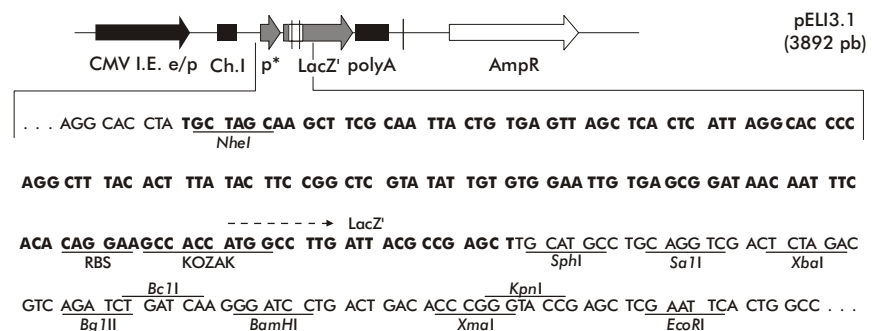 pELI3.1
(3892 pb)
CMV I.E. e/p Ch.I p* LacZ' polyA AmpR
. . . AGG CAC CTA TGC TAG CAA GCT TCG CAA TTA CTG TGA GTT AGC TCA CTC ATT AGG CAC CCC
NheI
AGG CTT TAC ACT TTA TAC TTC CGG CTC GTA TAT TGT GTG GAA TTG TGA GCG GAT AAC AAT TTC
LacZ'
ACA CAG GAA GCC ACC ATG GCC TTG ATT ACG CCG AGC TTG CAT GCC TGC AGG TCG ACT CTA GAC
RBS KOZAK SphI Sa1I XbaI
Bc1I KpnI
GTC AGA TCT GAT CAA GGG ATC CTG ACT GAC ACC CGG GTA CCG AGC TCG AAT TCA CTG GCC . . .
Bg1II BamHI XmaI EcoRI